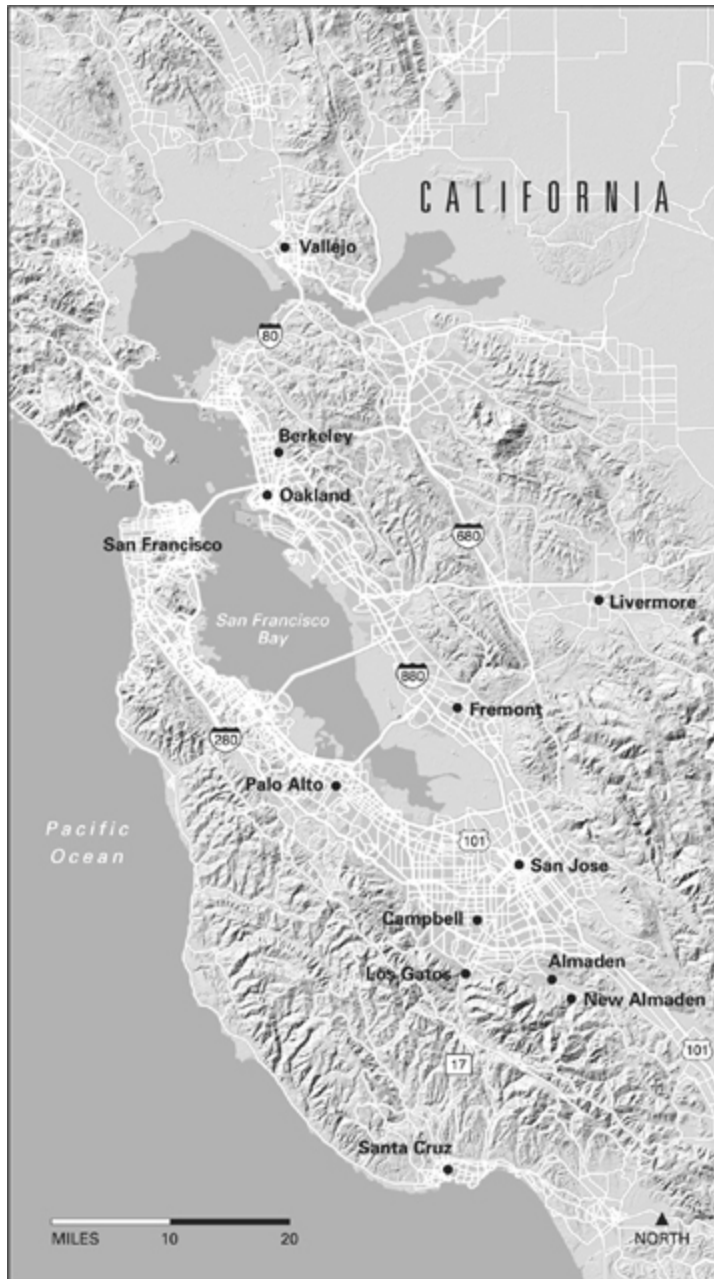 CALIFORNIA
Vallejo
80
Berkeley
Oakland
San Francisco
680
Livermore
San Francisco
Bay
880
Fremont
280
Palo Alto
Pacific
Ocean
101
San Jose
Campbell
Almaden
Los Gatos
New Almaden
101
17
Santa Cruz
MILES 10 20
NORTH